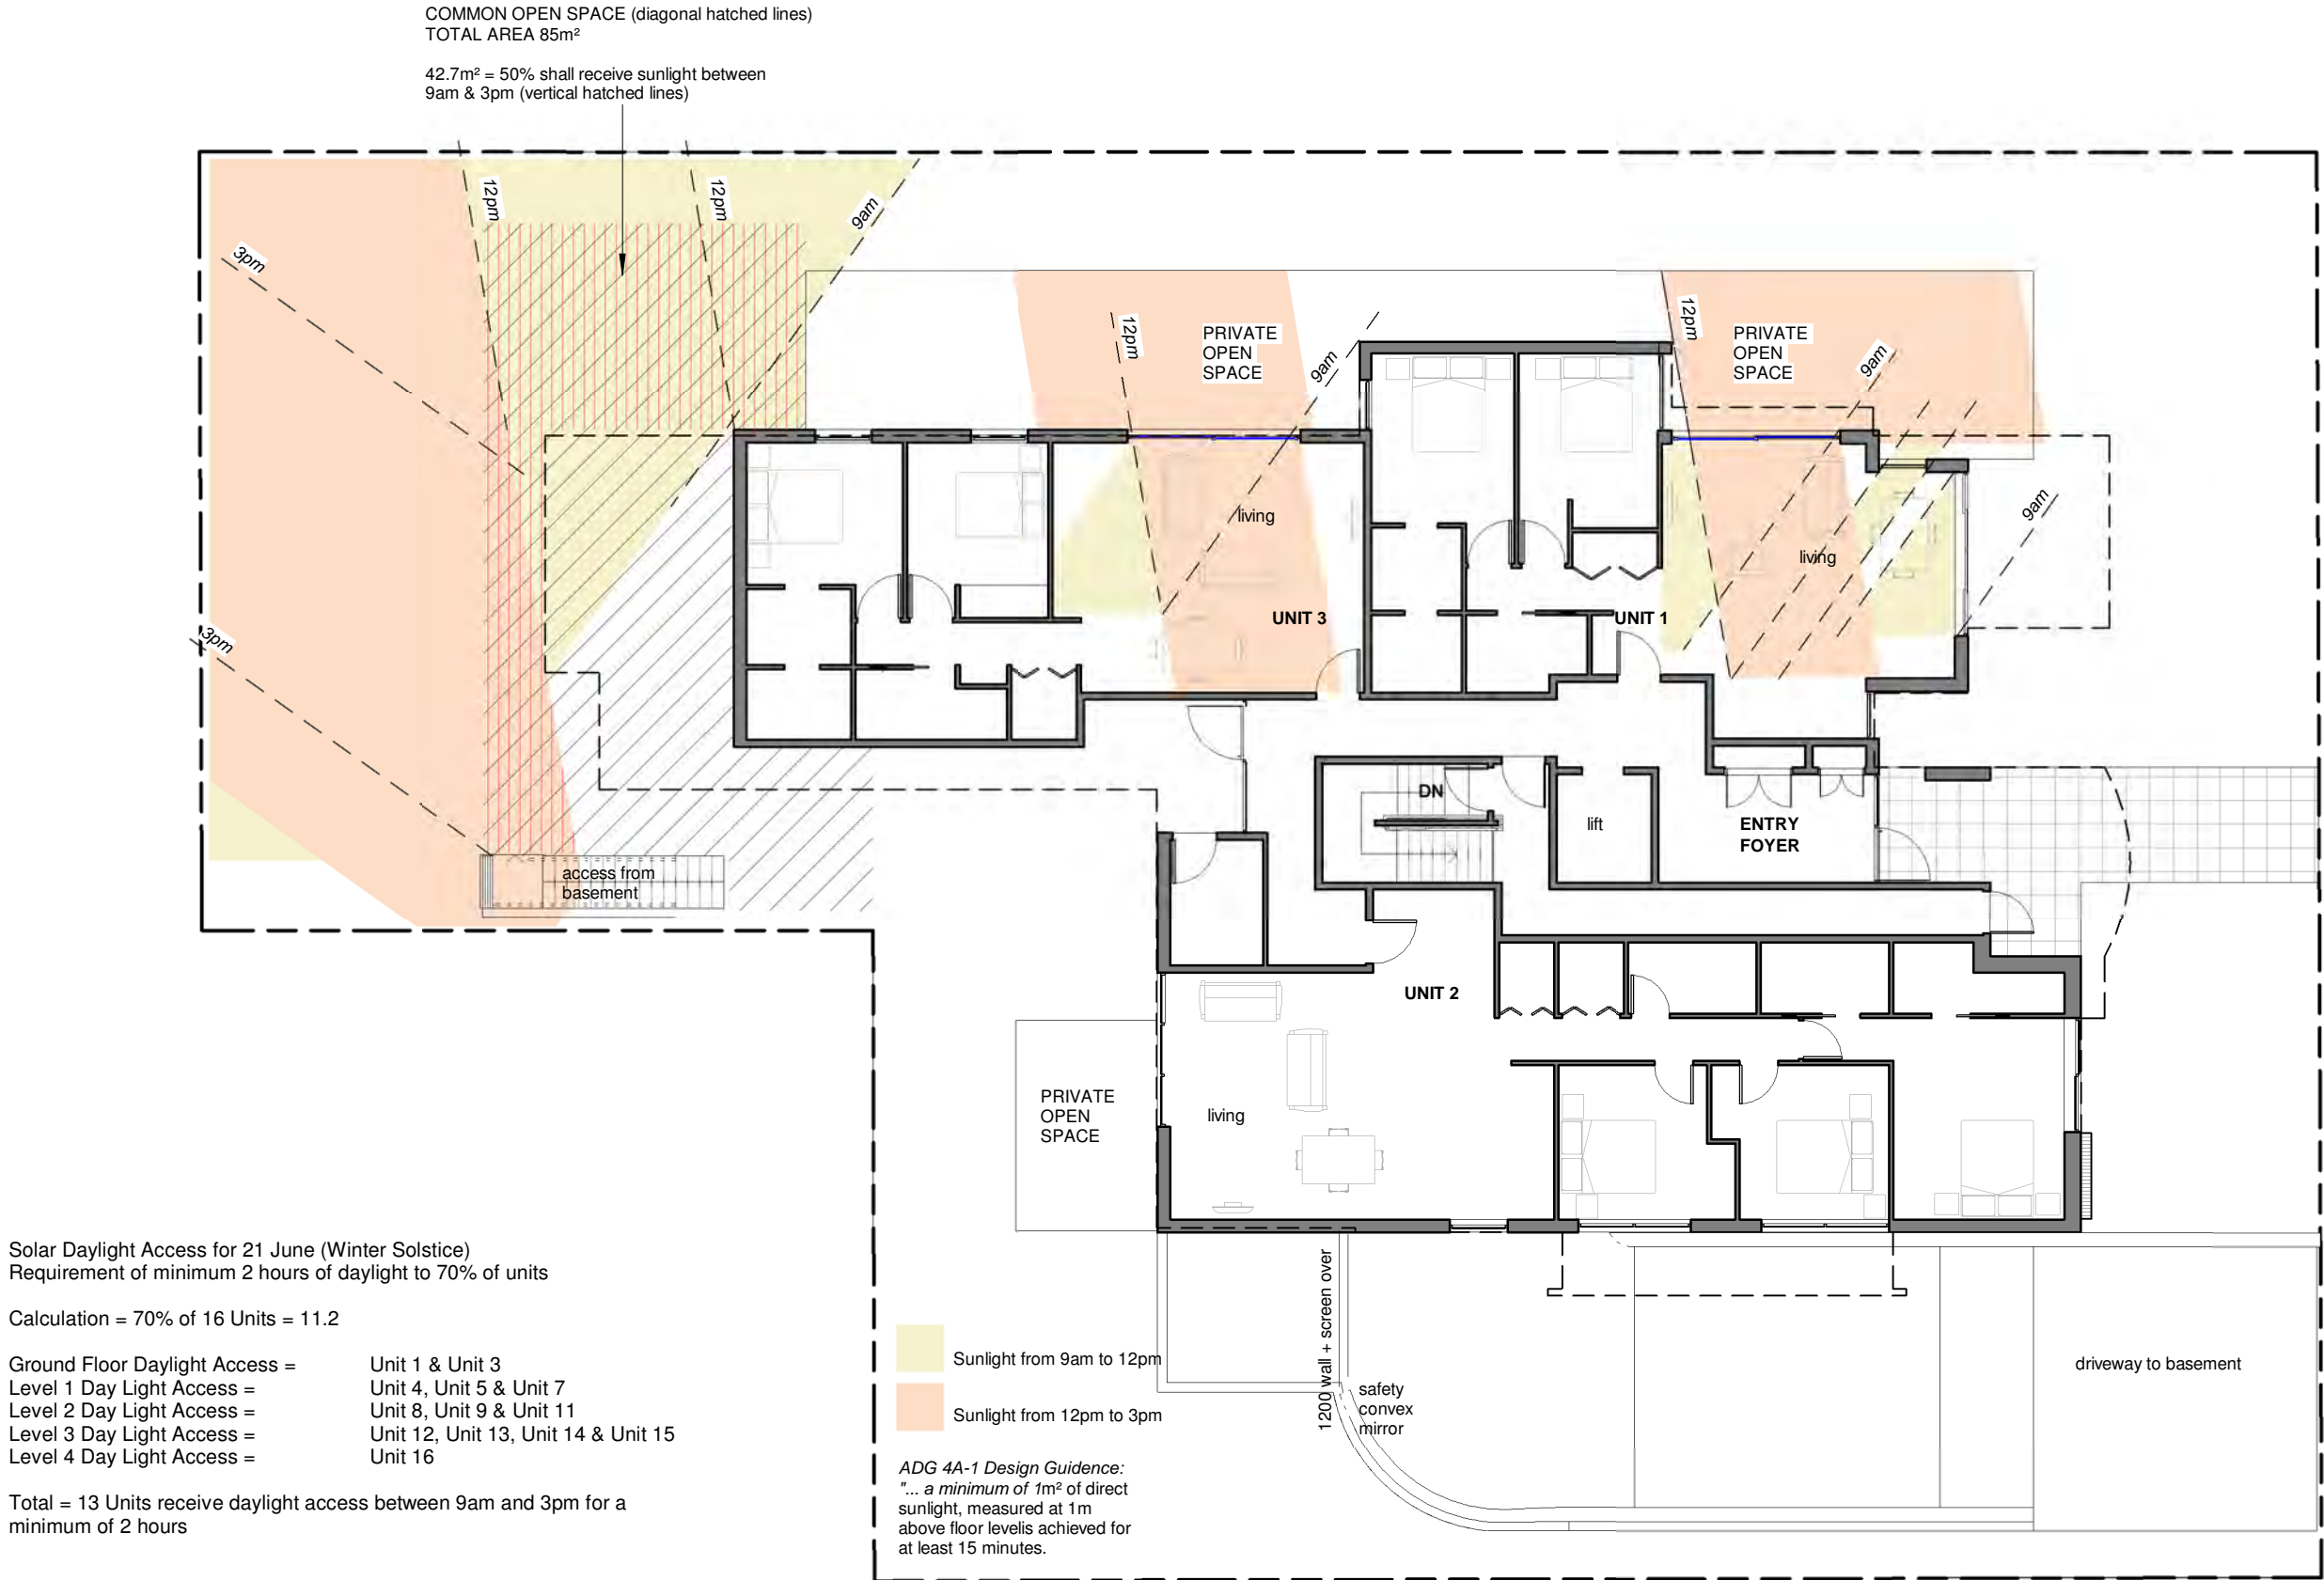 COMMON OPEN SPACE (diagonal hatched lines)
TOTAL AREA 85m²
42.7m² = 50% shall receive sunlight between
9am & 3pm (vertical hatched lines)
12pm
12pm
9am
3pm
3pm
12pm
PRIVATE
OPEN
SPACE
9am
12pm
PRIVATE
OPEN
SPACE
9am
9am
living
living
UNIT 3
UNIT 1
DN
lift
ENTRY
FOYER
access from
basement
UNIT 2
PRIVATE
OPEN
SPACE
living
1200 wall + screen over
safety
convex
mirror
driveway to basement
Solar Daylight Access for 21 June (Winter Solstice)
Requirement of minimum 2 hours of daylight to 70% of units
Calculation = 70% of 16 Units = 11.2
Ground Floor Daylight Access = Unit 1 & Unit 3
Level 1 Day Light Access = Unit 4, Unit 5 & Unit 7
Level 2 Day Light Access = Unit 8, Unit 9 & Unit 11
Level 3 Day Light Access = Unit 12, Unit 13, Unit 14 & Unit 15
Level 4 Day Light Access = Unit 16
Total = 13 Units receive daylight access between 9am and 3pm for a
minimum of 2 hours
Sunlight from 9am to 12pm
Sunlight from 12pm to 3pm
ADG 4A-1 Design Guidence:
"... a minimum of 1m² of direct
sunlight, measured at 1m
above floor levelis achieved for
at least 15 minutes.